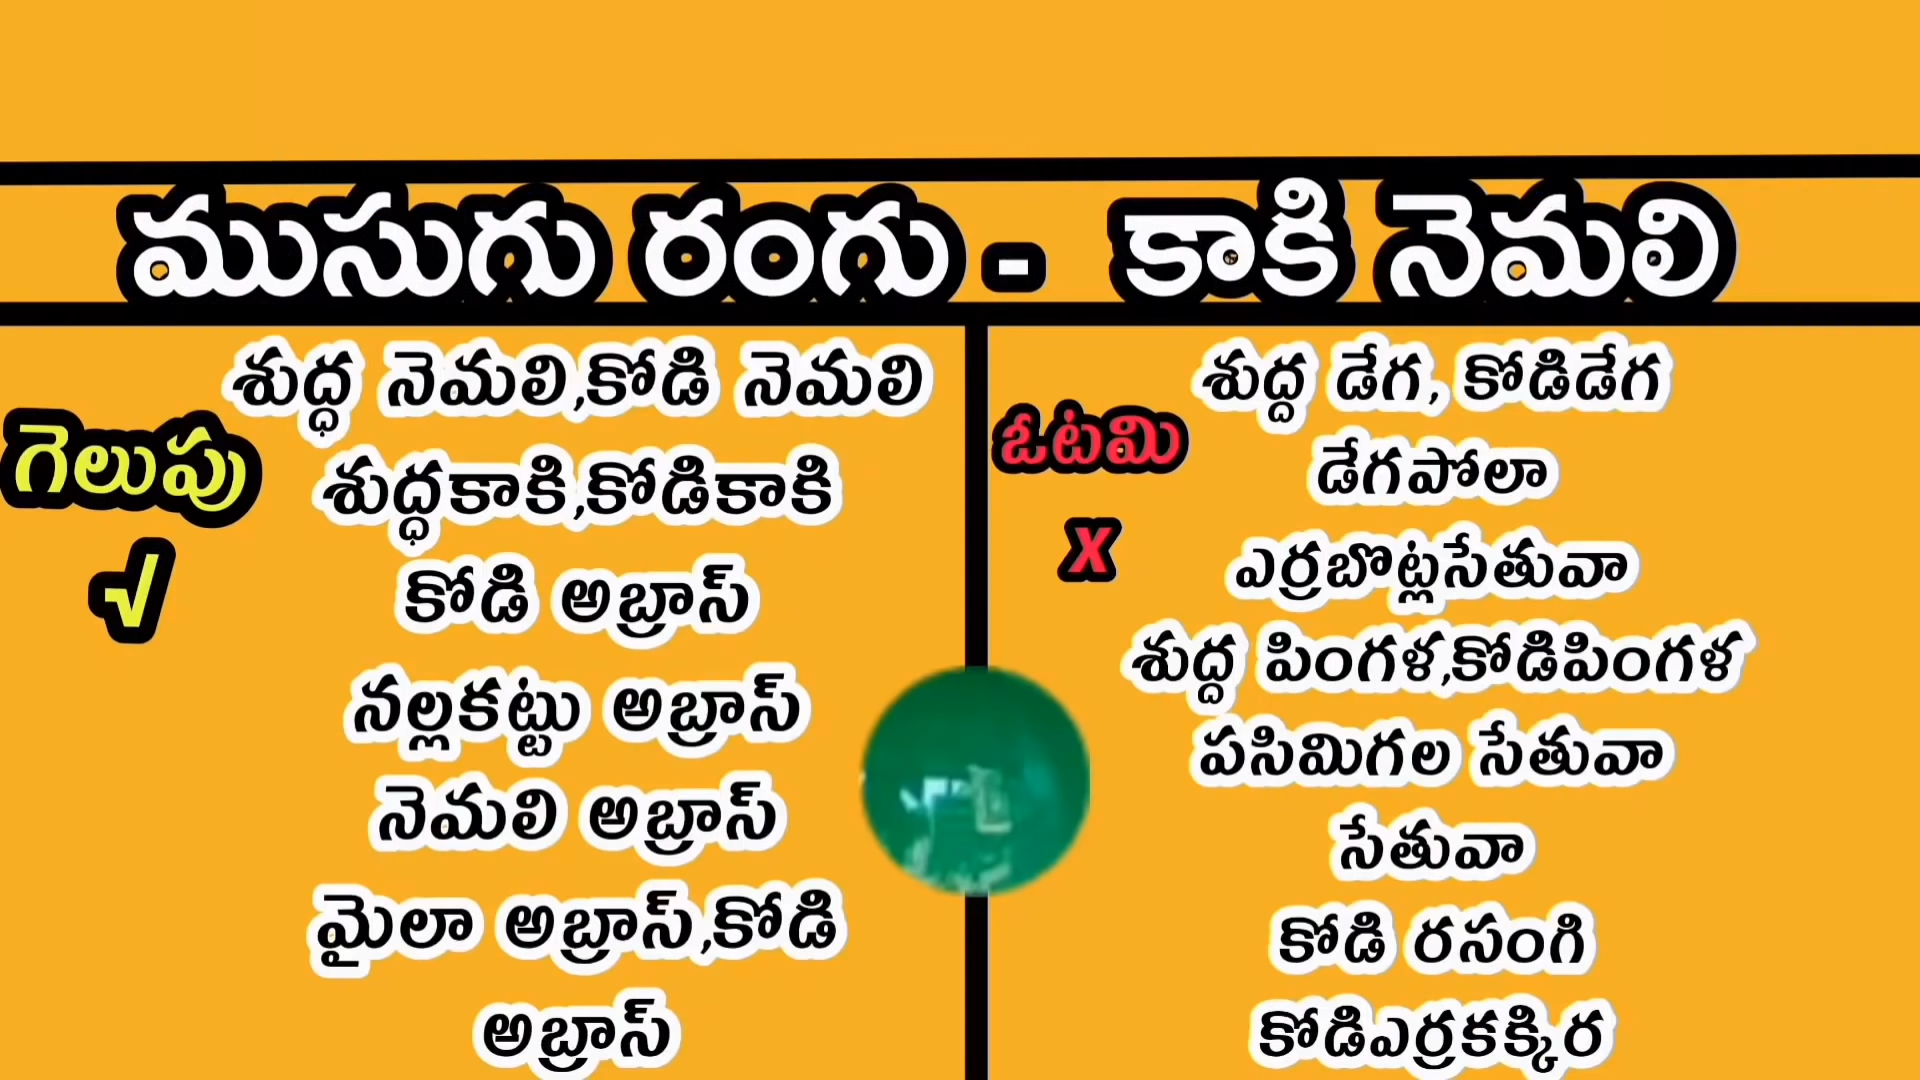 ముసుగు రంగు - కాకి నెమలి
గెలుపు
√
శుద్ధ నెమలి,కోడి నెమలి
శుద్ధకాకి,కోడికాకి
కోడి అబ్రాస్
నల్లకట్టు అబ్రాస్
నెమలి అబ్రాస్
మైలా అబ్రాస్,కోడి
అబ్రాస్
ఓటమి
x
శుద్ద డేగ, కోడిడేగ
డేగపోలా
ఎర్రబొట్లసేతువా
శుద్ద పింగళ,కోడిపింగళ
పసిమిగల సేతువా
సేతువా
కోడి రసంగి
కోడిఎర్రకక్కిర